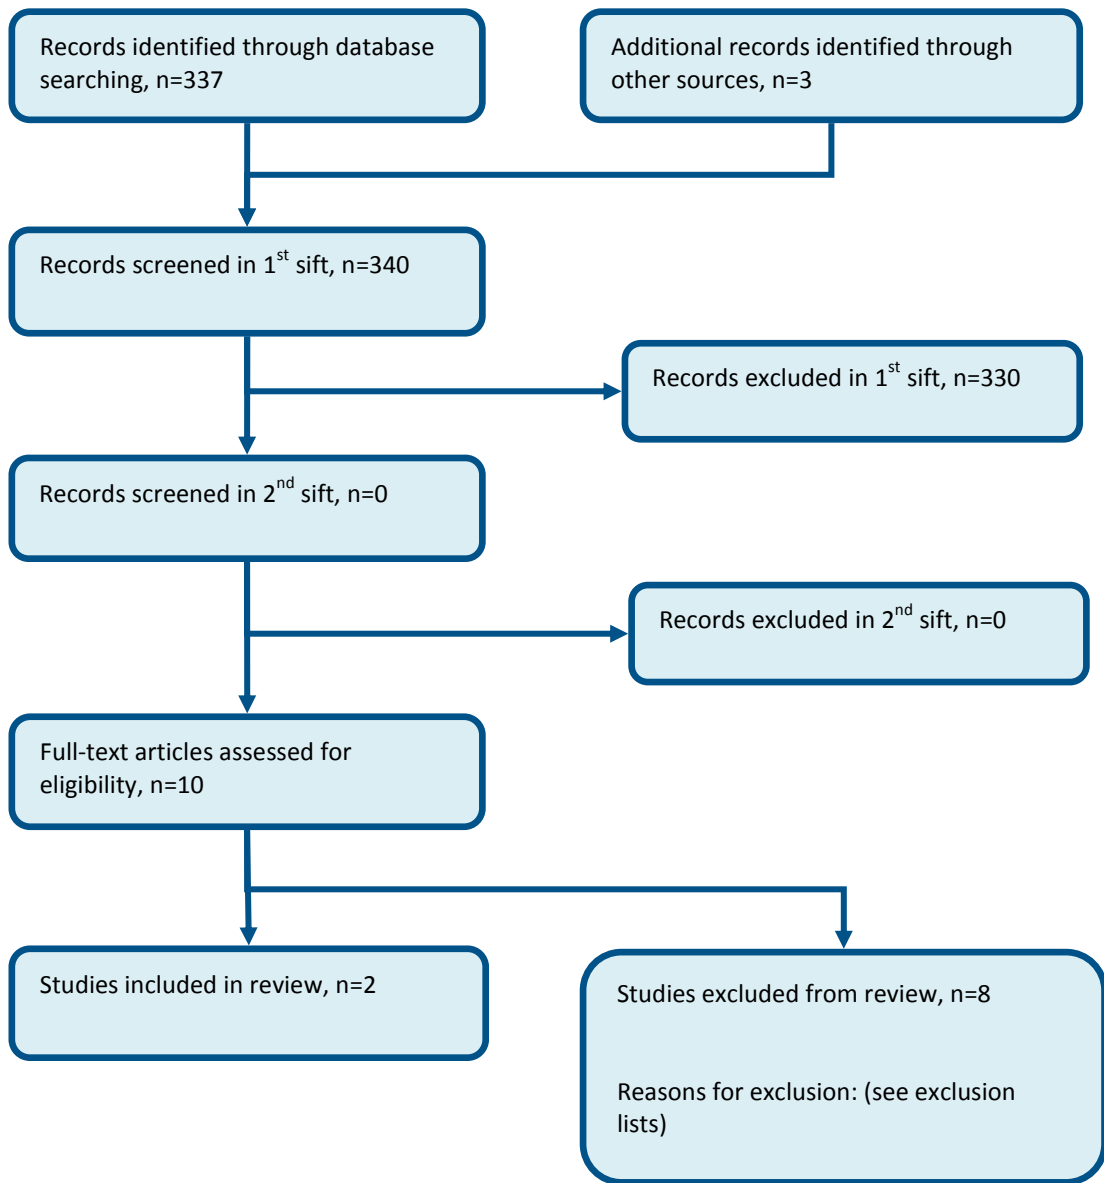 Records identified through database
searching, n=337
Additional records identified through
other sources, n=3
Records screened in 1st sift, n=340
Records excluded in 1st sift, n=330
Records screened in 2nd sift, n=0
Records excluded in 2nd sift, n=0
Full-text articles assessed for
eligibility, n=10
Studies included in review, n=2
Studies excluded from review, n=8
Reasons for exclusion: (see exclusion
lists)